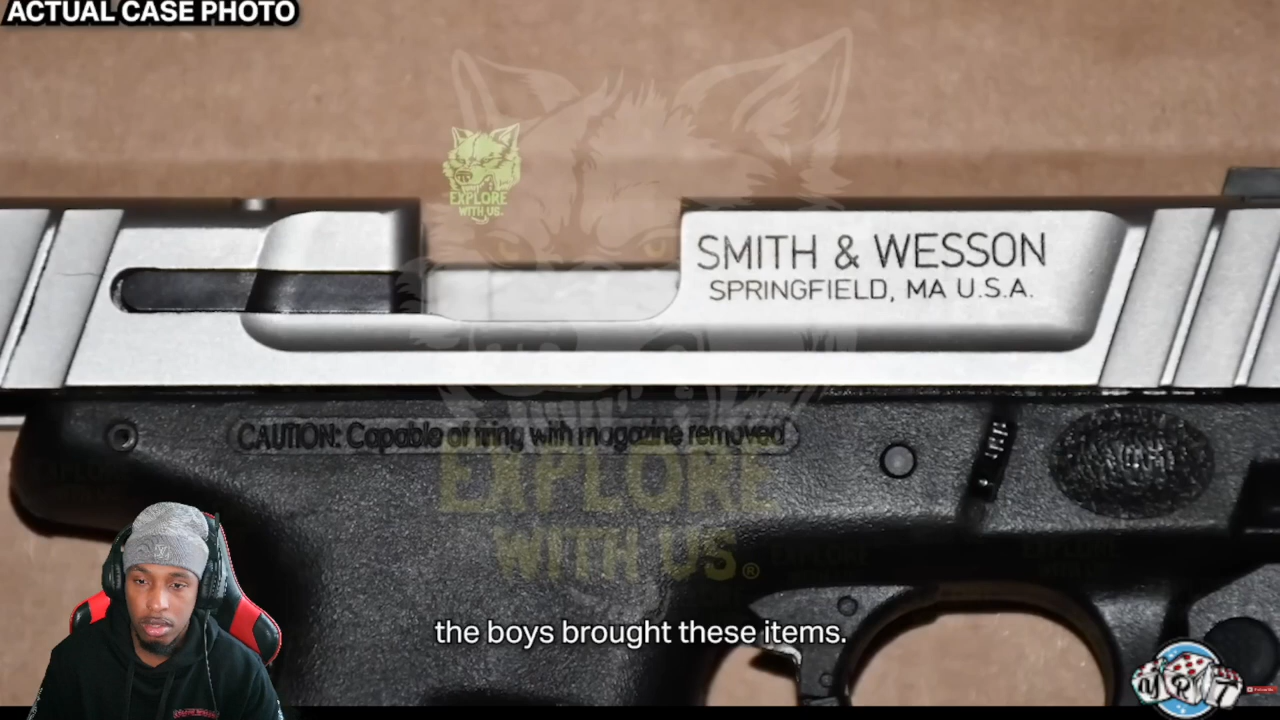 ACTUAL CASE PHOTO
EXPLORE
WITH US.
SMITH & WESSON
SPRINGFIELD, MA U.S.A.
CAUTION: Capable of firing with magazine removed
EXPLORE
WITH US.®
the boys brought these items.